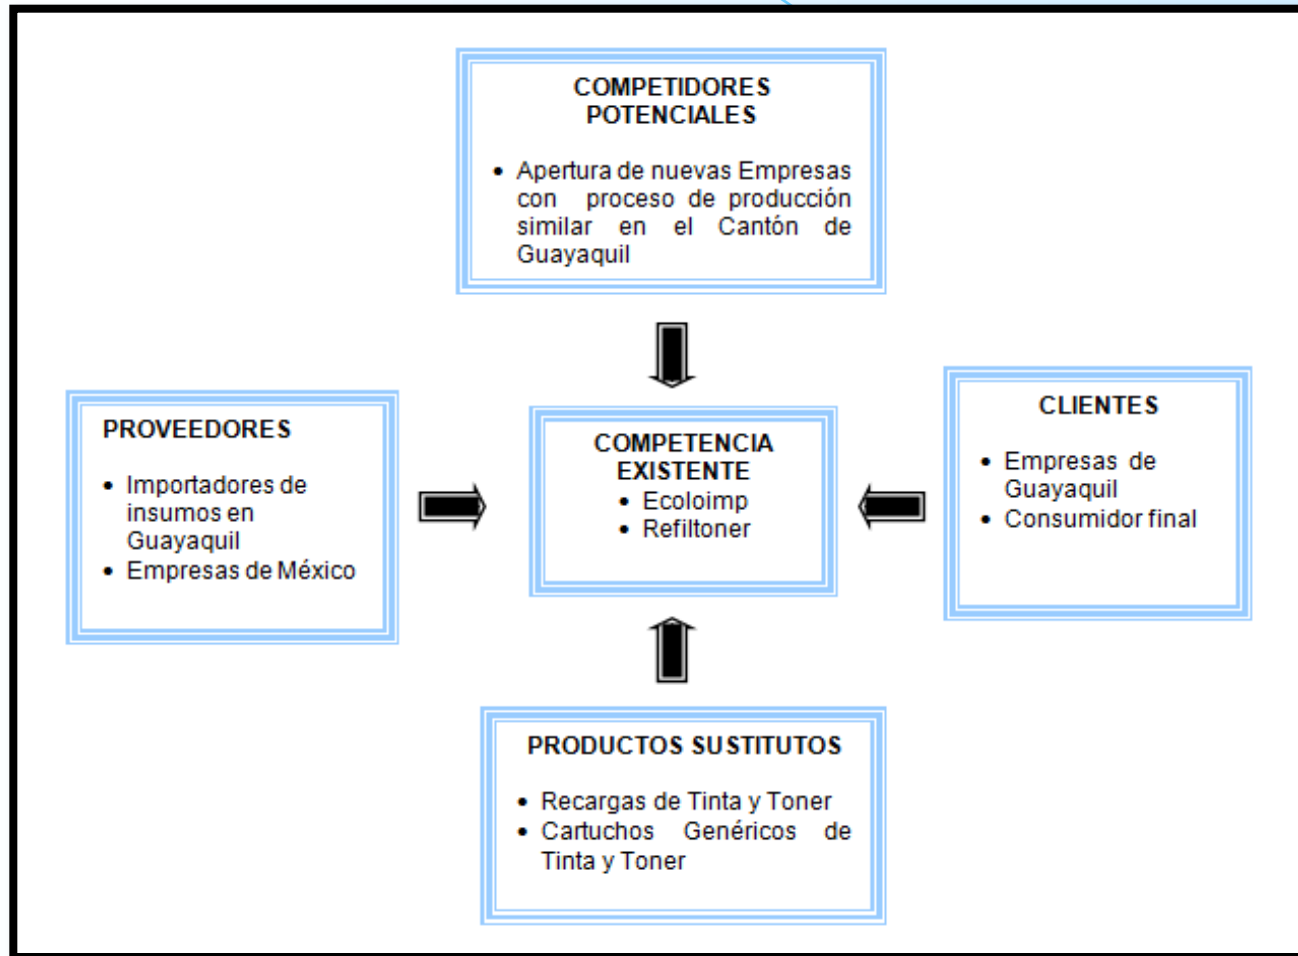 COMPETIDORES
POTENCIALES
• Apertura de nuevas Empresas
con proceso de producción
similar en el Cantón de
Guayaquil
PROVEEDORES
• Importadores de
insumos en
Guayaquil
• Empresas de México
COMPETENCIA
EXISTENTE
• Ecoloimp
• Refiltoner
CLIENTES
• Empresas de
Guayaquil
• Consumidor final
PRODUCTOS SUSTITUTOS
• Recargas de Tinta y Toner
• Cartuchos Genéricos de
Tinta y Toner